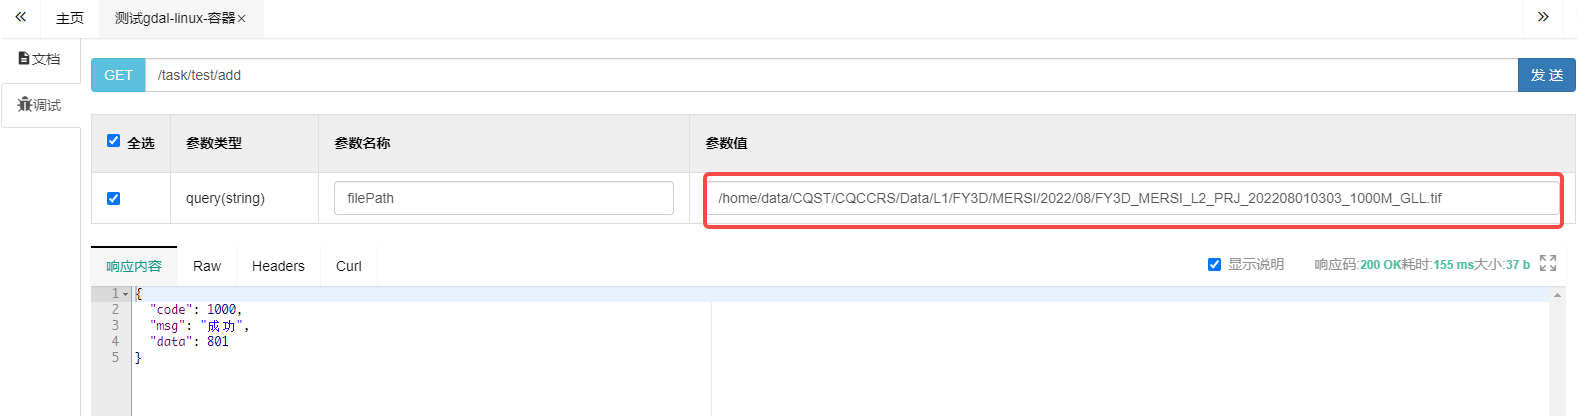 主页
测试gdal-linux-容器×
文档
调试
GET /task/test/add 发 送
全选 参数类型 参数名称 参数值
query(string) filePath /home/data/CQST/CQCCRS/Data/L1/FY3D/MERSI/2022/08/FY3D_MERSI_L2_PRJ_202208010303_1000M_GLL.tif
响应内容 Raw Headers Curl 显示说明 响应码:200 OK耗时:155 ms大小:37 b
1 {
2 "code": 1000,
3 "msg": "成功",
4 "data": 801
5 }